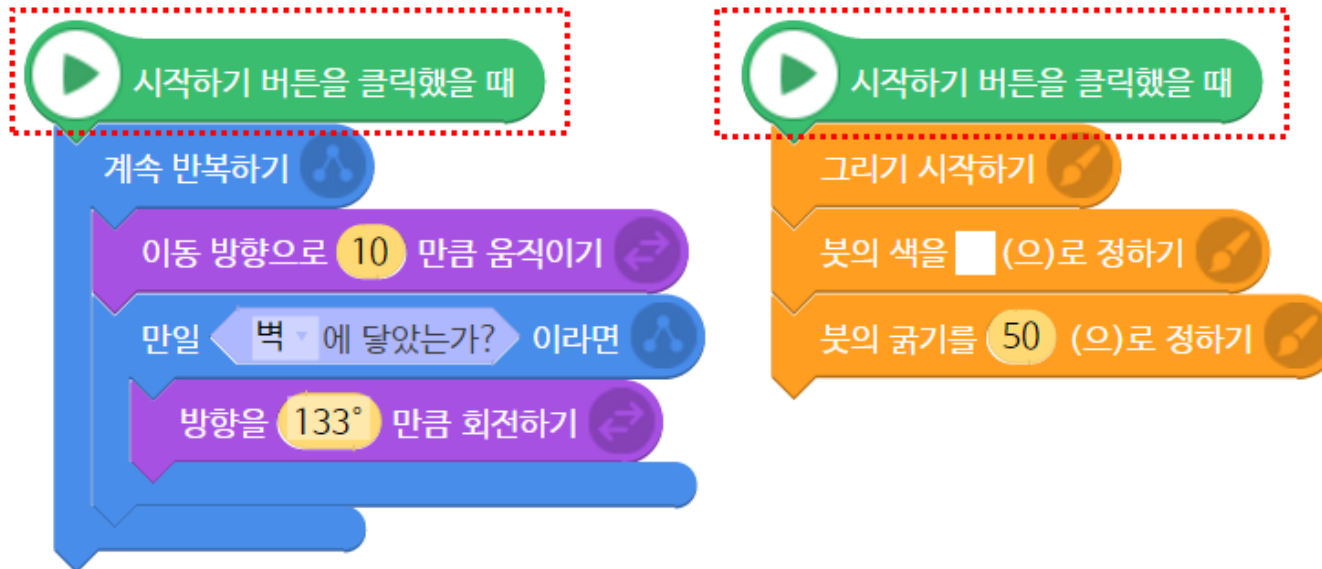 시작하기 버튼을 클릭했을 때
계속 반복하기
이동 방향으로 10 만큼 움직이기
만일 벽 에 닿았는가? 이라면
방향을 133° 만큼 회전하기
시작하기 버튼을 클릭했을 때
그리기 시작하기
붓의 색을 (으)로 정하기
붓의 굵기를 50 (으)로 정하기